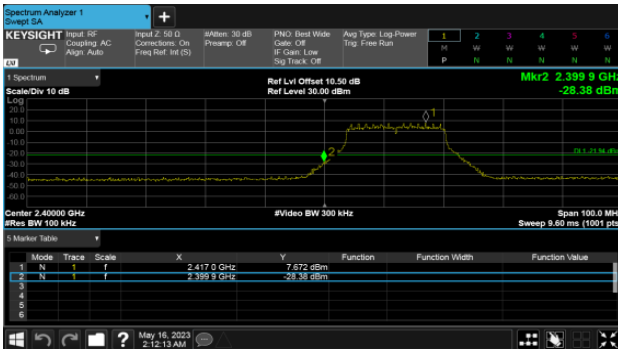 Spectrum Analyzer 1
Swept SA
+
KEYSIGHT Input: RF Input Z: 50 Ω #Atten: 30 dB PNO: Best Wide Avg Type: Log-Power 1 2 3 4 5 6
Coupling: AC Corrections: On Preamp: Off Gate: Off Trig: Free Run M W W W W W
Align: Auto Freq Ref: Int (S) IF Gain: Low
LXI Sig Track: Off P N N N N N
1 Spectrum Ref Lvl Offset 10.50 dB Mkr2 2.399 9 GHz
Scale/Div 10 dB Ref Level 30.00 dBm -28.38 dBm
Log
20.0
10.0 1
0.00
-10.0
-20.0 2 DL1 -21.94 dBm
-30.0
-40.0
-50.0
-60.0
Center 2.40000 GHz #Video BW 300 kHz Span 100.0 MH
#Res BW 100 kHz Sweep 9.60 ms (1001 pts
5 Marker Table
Mode Trace Scale X Y Function Function Width Function Value
1 N 1 f 2.417 0 GHz 7.672 dBm
2 N 1 f 2.399 9 GHz -28.38 dBm
3
4
5
6
? May 16, 2023
2:12:13 AM